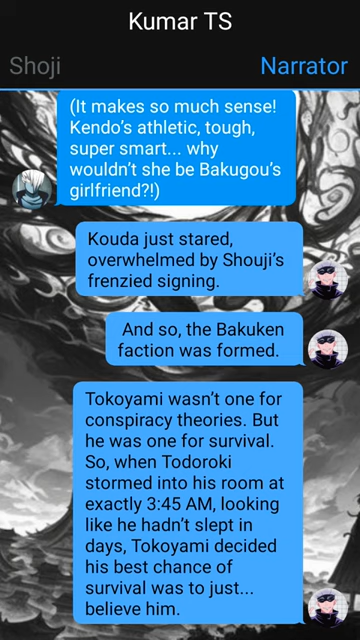 Kumar TS
Shoji
Narrator
(It makes so much sense!
Kendo’s athletic, tough,
super smart... why
wouldn’t she be Bakugou’s
girlfriend?!)
Kouda just stared,
overwhelmed by Shouji’s
frenzied signing.
And so, the Bakuken
faction was formed.
Tokoyami wasn’t one for
conspiracy theories. But
he was one for survival.
So, when Todoroki
stormed into his room at
exactly 3:45 AM, looking
like he hadn’t slept in
days, Tokoyami decided
his best chance of
survival was to just...
believe him.